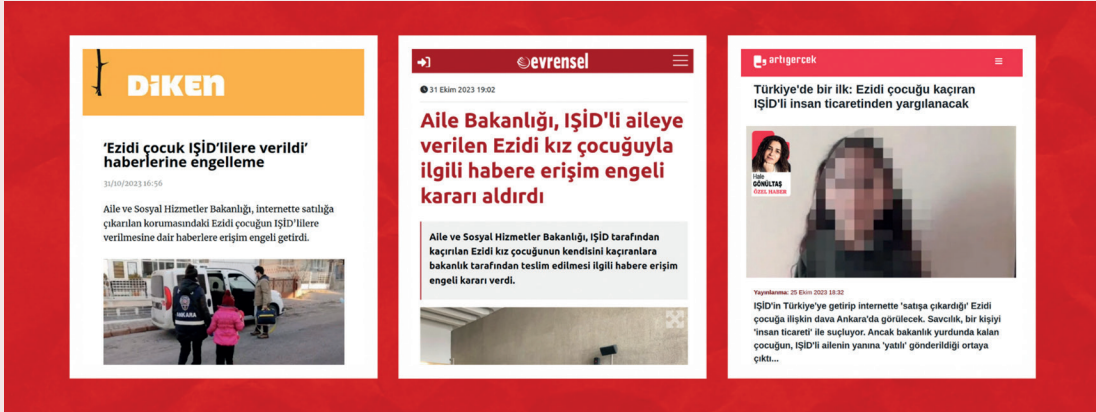 DİKEN
‘Ezidi çocuk IŞİD’lilere verildi’
haberlerine engelleme
31/10/2023 16:56
Aile ve Sosyal Hizmetler Bakanlığı, internette satılığa
çıkarılan korumasındaki Ezidi çocuğun IŞİD’lilere
verilmesine dair haberlere erişim engeli getirdi.
ANKARA
evrensel
31 Ekim 2023 19:02
Aile Bakanlığı, IŞİD'li aileye
verilen Ezidi kız çocuğuyla
ilgili habere erişim engeli
kararı aldırdı
Aile ve Sosyal Hizmetler Bakanlığı, IŞİD tarafından
kaçırılan Ezidi kız çocuğunun kendisini kaçıranlara
bakanlık tarafından teslim edilmesi ilgili habere erişim
engeli kararı verdi.
artıgerçek
Türkiye'de bir ilk: Ezidi çocuğu kaçıran
IŞİD'li insan ticaretinden yargılanacak
Hale
GÖNÜLTAŞ
ÖZEL HABER
Yayınlanma: 25 Ekim 2023 18:32
IŞİD'in Türkiye'ye getirip internette 'satışa çıkardığı' Ezidi
çocuğa ilişkin dava Ankara'da görülecek. Savcılık, bir kişiyi
'insan ticareti' ile suçluyor. Ancak bakanlık yurdunda kalan
çocuğun, IŞİD'li ailenin yanına 'yatılı' gönderildiği ortaya
çıktı...